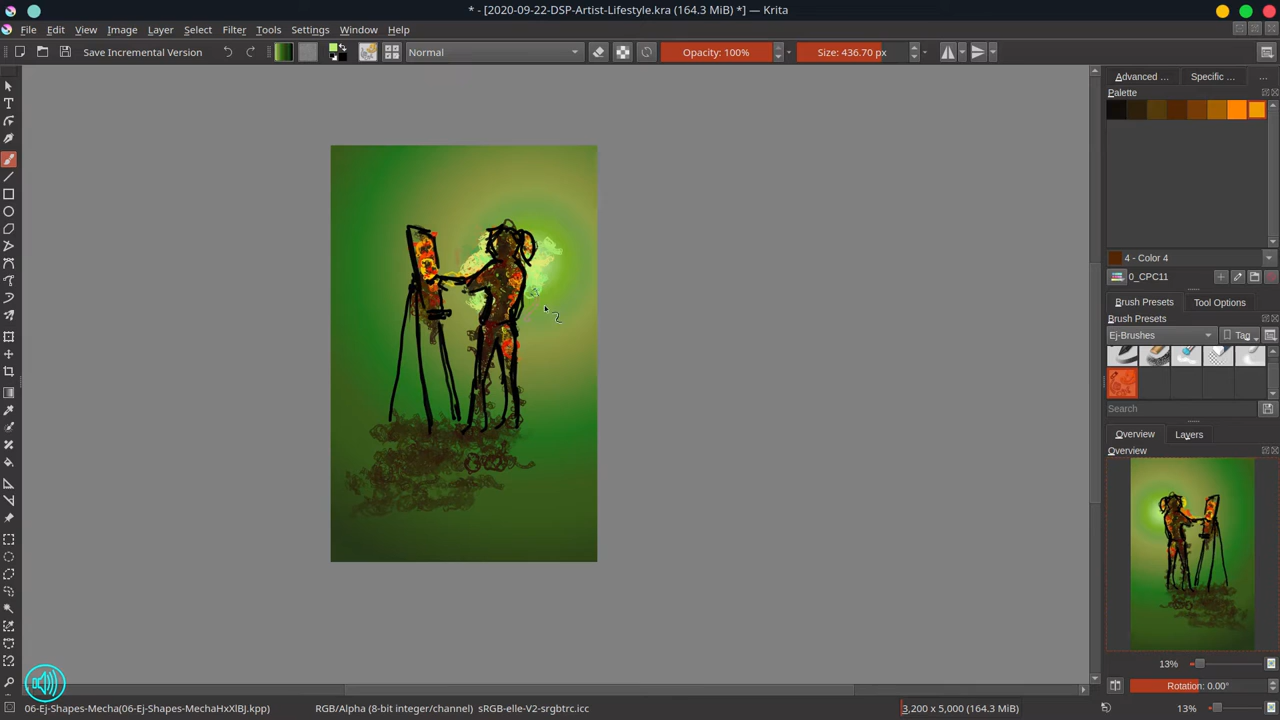 * - [2020-09-22-DSP-Artist-Lifestyle.kra (164.3 MiB) *] — Krita
File Edit View Image Layer Select Filter Tools Settings Window Help
Save Incremental Version
Normal
Opacity: 100%
Size: 436.70 px
Advanced ...
Specific ...
...
Palette
4 - Color 4
0_CPC11
Brush Presets
Tool Options
Brush Presets
Ej-Brushes
Tag
Search
Overview
Layers
Overview
13%
Rotation: 0.00°
06-Ej-Shapes-Mecha(06-Ej-Shapes-MechaHxXlBJ.kpp)
RGB/Alpha (8-bit integer/channel) sRGB-elle-V2-srgbtrc.icc
3,200 x 5,000 (164.3 MiB)
13%